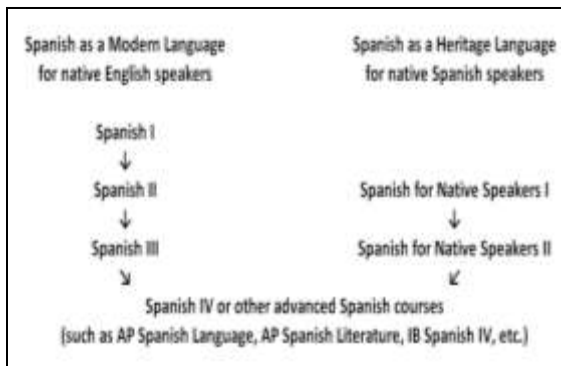 Spanish as a Modern Language
for native English speakers
Spanish as a Heritage Language
for native Spanish speakers
Spanish I
↓
Spanish II
Spanish for Native Speakers I
↓
↓
Spanish III
Spanish for Native Speakers II
↘
↙
Spanish IV or other advanced Spanish courses
(such as AP Spanish Language, AP Spanish Literature, IB Spanish IV, etc.)